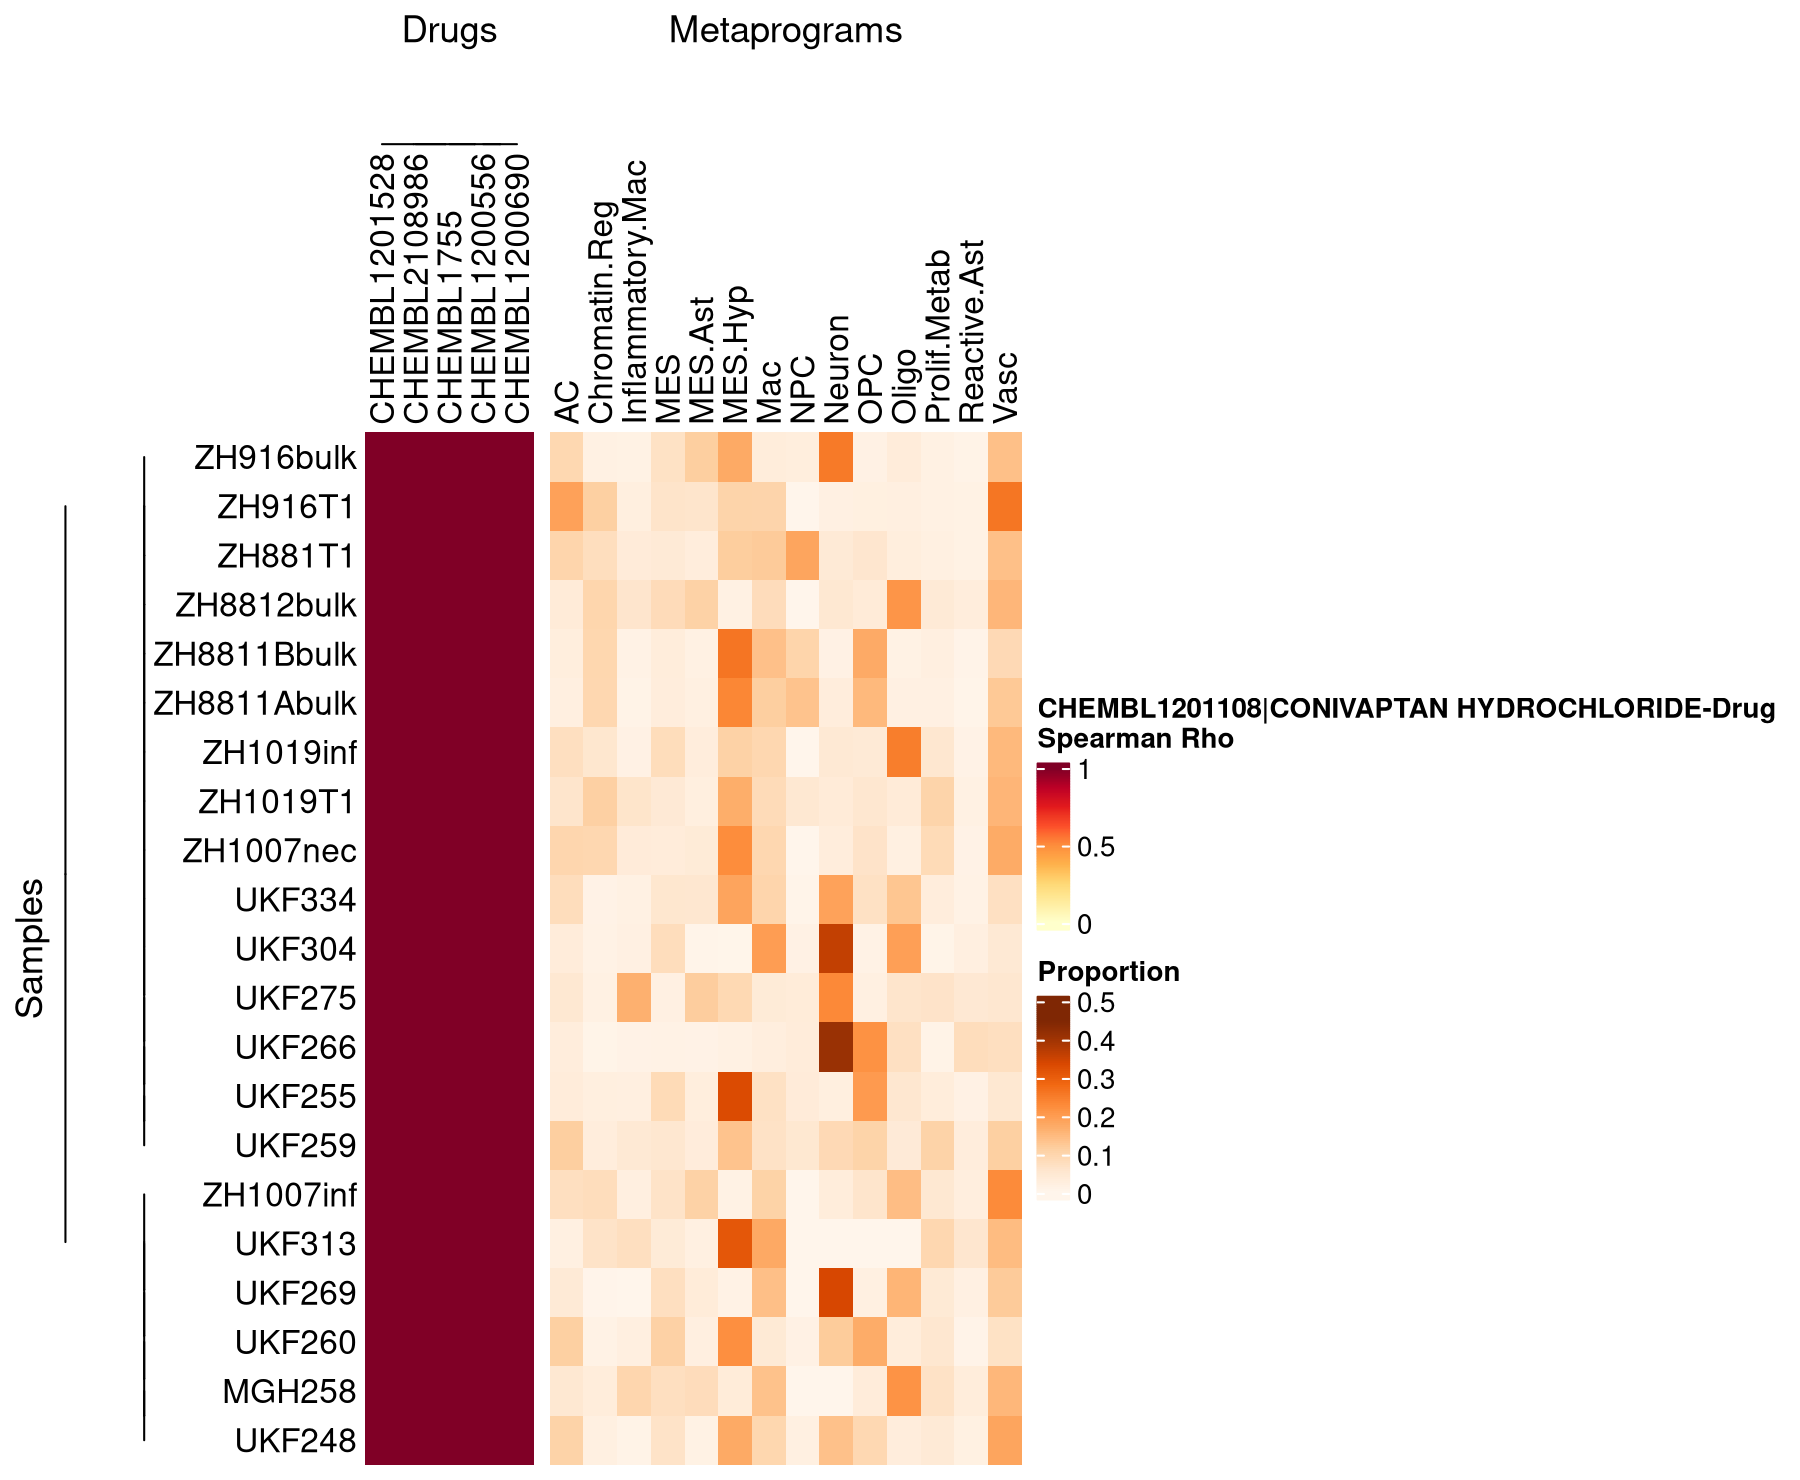 Drugs
Metaprograms
CHEMBL1201528
CHEMBL2108986
CHEMBL1755
CHEMBL1200556
CHEMBL1200690
AC
Chromatin.Reg
Inflammatory.Mac
MES
MES.Ast
MES.Hyp
Mac
NPC
Neuron
OPC
Oligo
Prolif.Metab
Reactive.Ast
Vasc
Samples
ZH916bulk
ZH916T1
ZH881T1
ZH8812bulk
ZH8811Bbulk
ZH8811Abulk
ZH1019inf
ZH1019T1
ZH1007nec
UKF334
UKF304
UKF275
UKF266
UKF255
UKF259
ZH1007inf
UKF313
UKF269
UKF260
MGH258
UKF248
CHEMBL1201108|CONIVAPTAN HYDROCHLORIDE-Drug
Spearman Rho
1
0.5
0
Proportion
0.5
0.4
0.3
0.2
0.1
0